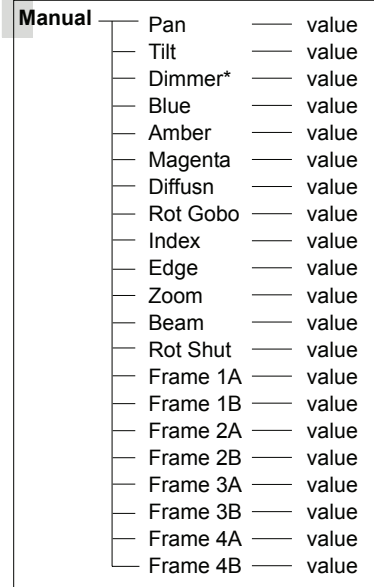 Manual Pan value
Tilt value
Dimmer* value
Blue value
Amber value
Magenta value
Diffusn value
Rot Gobo value
Index value
Edge value
Zoom value
Beam value
Rot Shut value
Frame 1A value
Frame 1B value
Frame 2A value
Frame 2B value
Frame 3A value
Frame 3B value
Frame 4A value
Frame 4B value